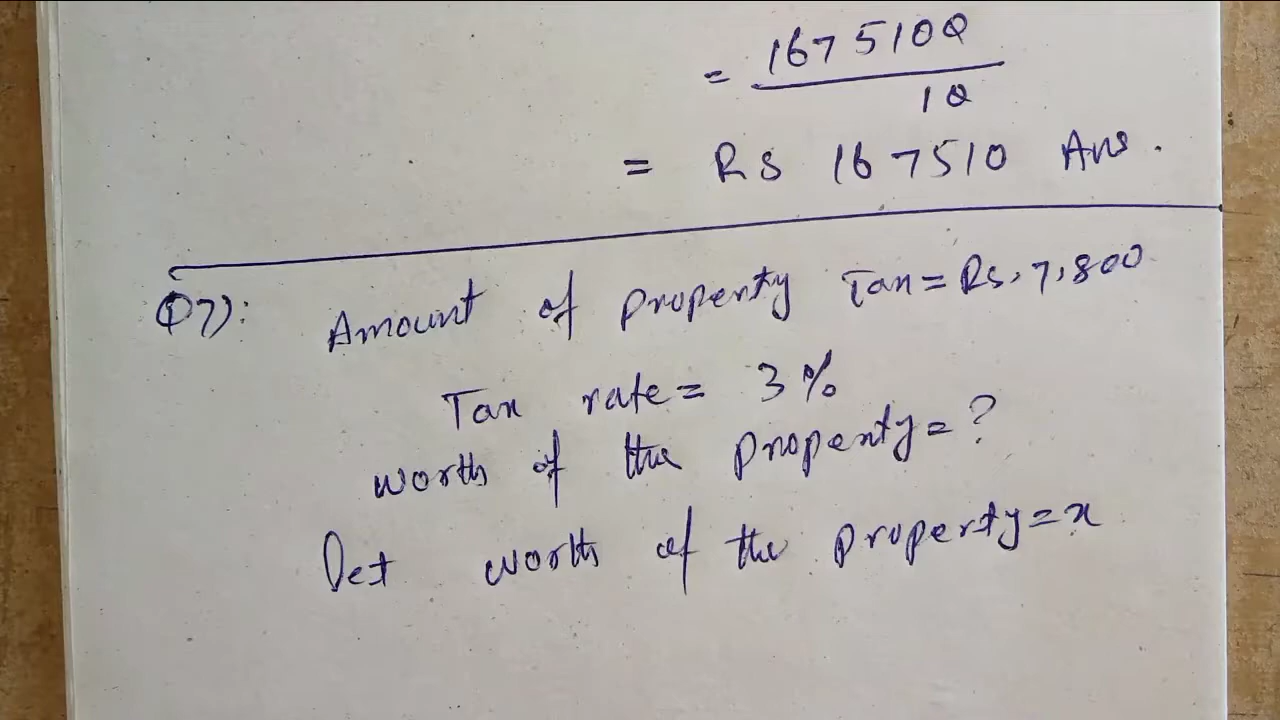 = 1675100
10
= Rs 167510 Ans.
Q7): Amount of property Tax = Rs. 7,800
Tax rate = 3%
worth of the property = ?
Let worth of the property = x